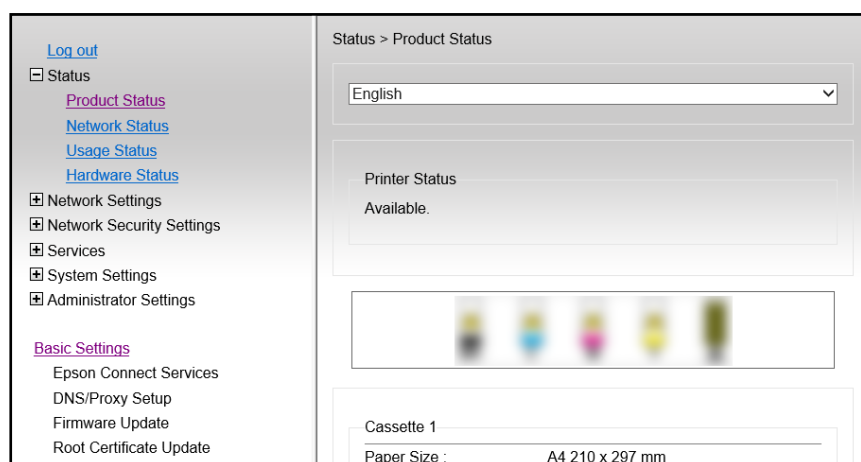 Log out
Status
Product Status
Network Status
Usage Status
Hardware Status
Network Settings
Network Security Settings
Services
System Settings
Administrator Settings
Basic Settings
Epson Connect Services
DNS/Proxy Setup
Firmware Update
Root Certificate Update
Status > Product Status
English
Printer Status
Available.
Cassette 1
Paper Size : A4 210 x 297 mm